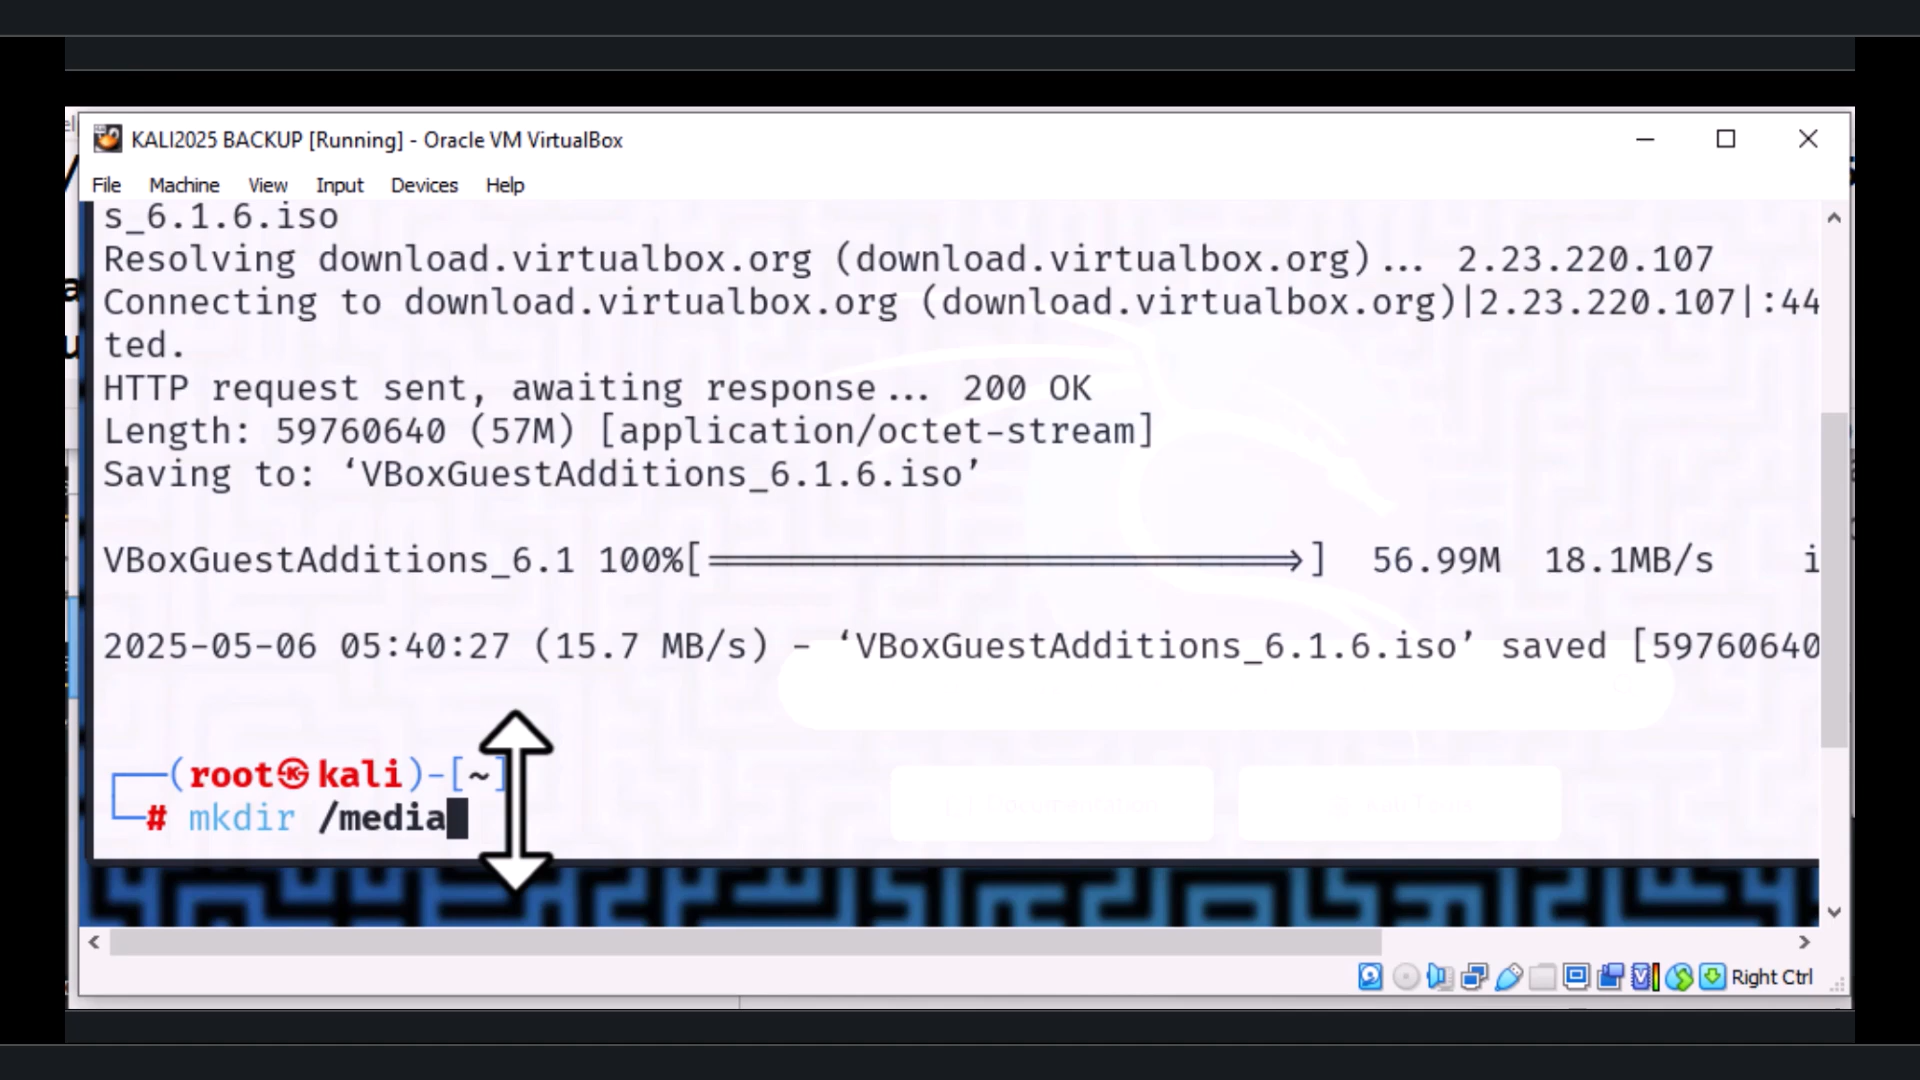 KALI2025 BACKUP [Running] - Oracle VM VirtualBox
File Machine View Input Devices Help
s_6.1.6.iso
Resolving download.virtualbox.org (download.virtualbox.org)... 2.23.220.107
Connecting to download.virtualbox.org (download.virtualbox.org)|2.23.220.107|:44
ted.
HTTP request sent, awaiting response... 200 OK
Length: 59760640 (57M) [application/octet-stream]
Saving to: ‘VBoxGuestAdditions_6.1.6.iso’
VBoxGuestAdditions_6.1 100%[===================>] 56.99M 18.1MB/s i
2025-05-06 05:40:27 (15.7 MB/s) - ‘VBoxGuestAdditions_6.1.6.iso’ saved [59760640
┌──(root㉿kali)-[~]
└─# mkdir /media
Right Ctrl